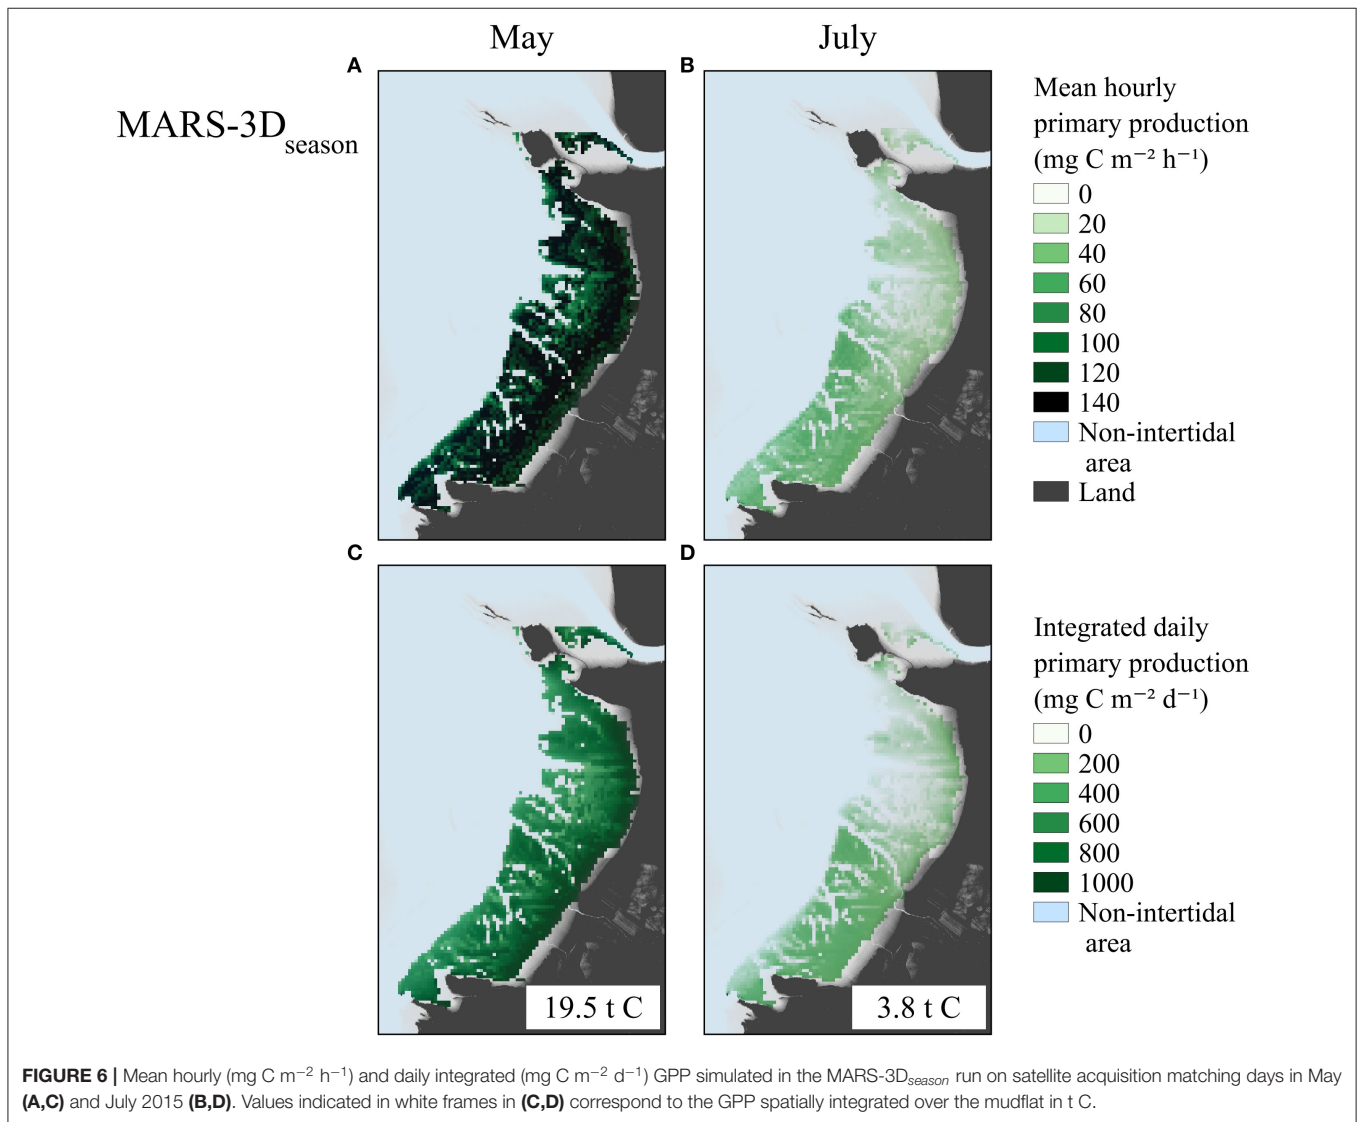 May
July
A
B
MARS-3Dseason
Mean hourly
primary production
(mg C m⁻² h⁻¹)
0
20
40
60
80
100
120
140
Non-intertidal
area
Land
C
D
Integrated daily
primary production
(mg C m⁻² d⁻¹)
0
200
400
600
800
1000
Non-intertidal
area
19.5 t C
3.8 t C
FIGURE 6 | Mean hourly (mg C m⁻² h⁻¹) and daily integrated (mg C m⁻² d⁻¹) GPP simulated in the MARS-3Dseason run on satellite acquisition matching days in May
(A,C) and July 2015 (B,D). Values indicated in white frames in (C,D) correspond to the GPP spatially integrated over the mudflat in t C.